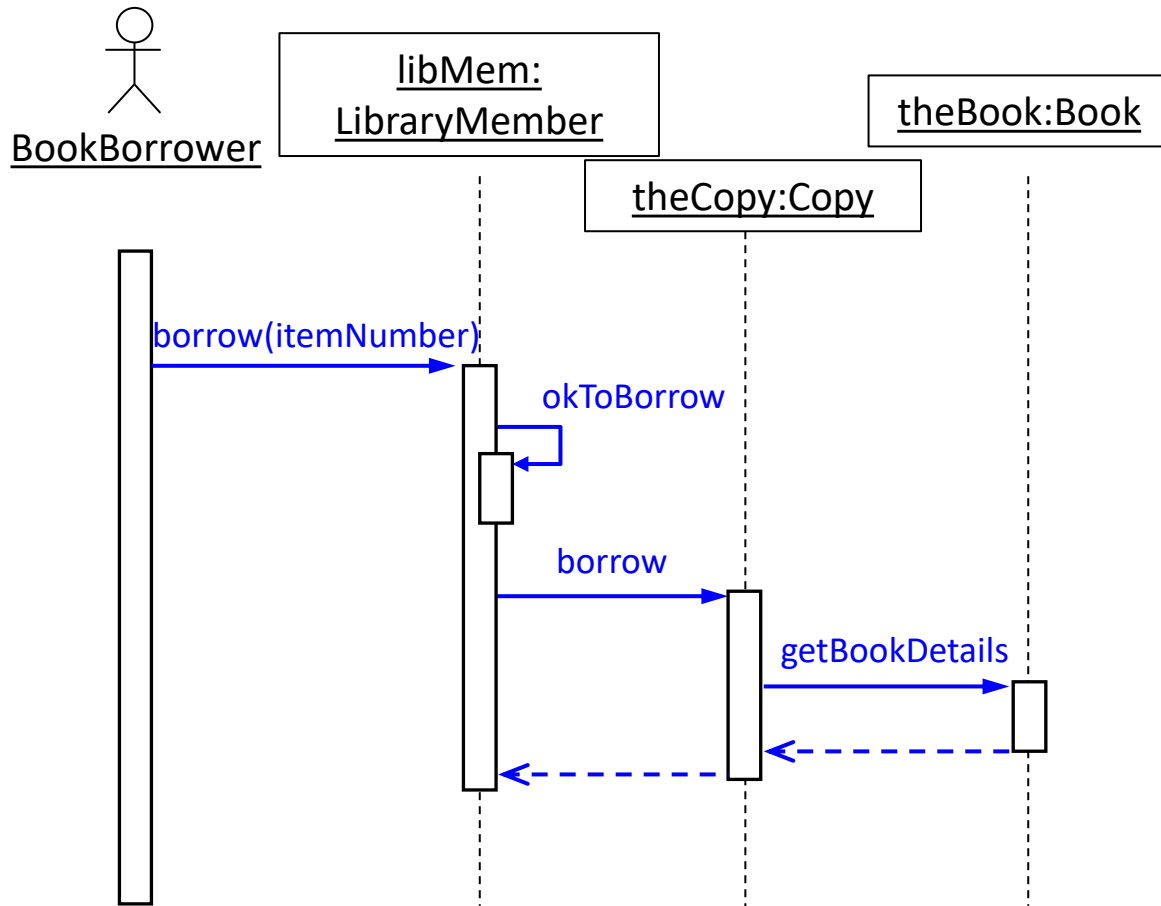 libMem:
LibraryMember
theBook:Book
BookBorrower
theCopy:Copy
borrow(itemNumber)
okToBorrow
borrow
getBookDetails